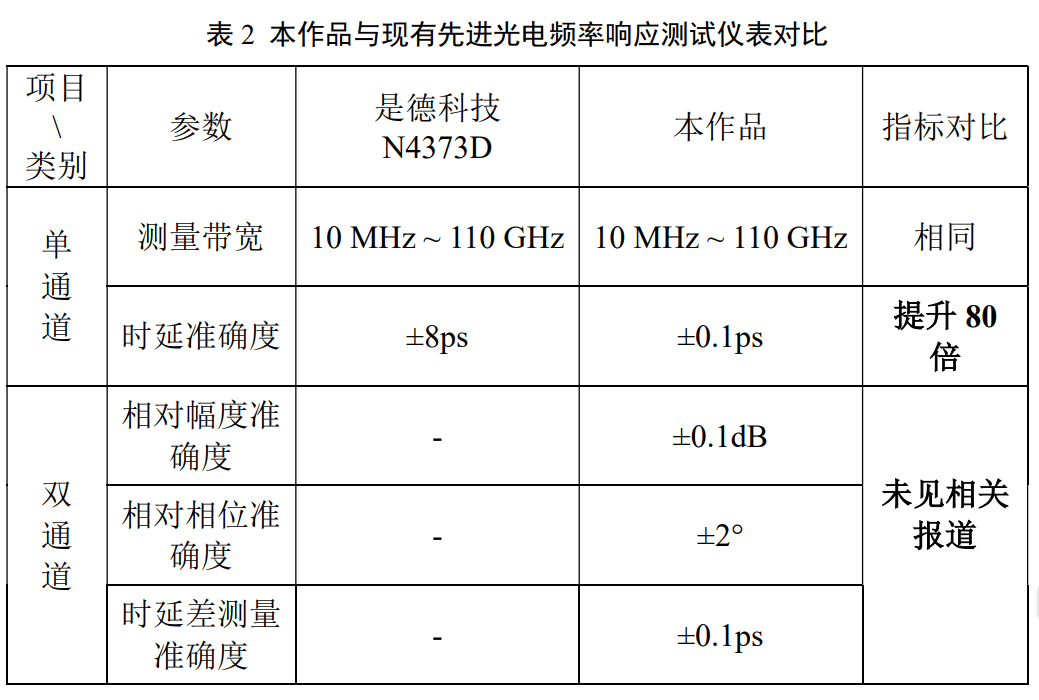 表 2 本作品与现有先进光电频率响应测试仪表对比
项目
\
类别
参数
是德科技
N4373D
本作品
指标对比
单
通
道
测量带宽
10 MHz ~ 110 GHz
10 MHz ~ 110 GHz
相同
时延准确度
±8ps
±0.1ps
提升 80
倍
双
通
道
相对幅度准
确度
-
±0.1dB
未见相关
报道
相对相位准
确度
-
±2°
时延差测量
准确度
-
±0.1ps